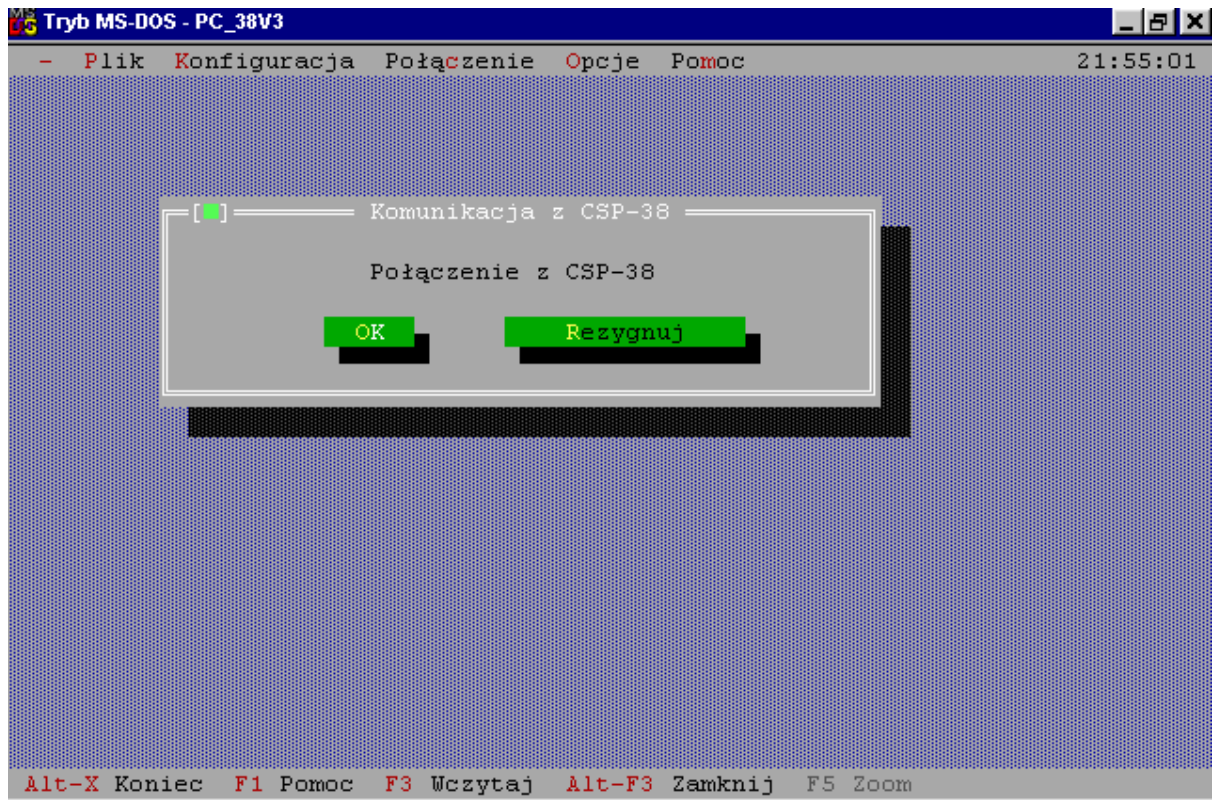 Tryb MS-DOS - PC_38V3
- Plik Konfiguracja Połączenie Opcje Pomoc 21:55:01
Komunikacja z CSP-38
Połączenie z CSP-38
OK Rezygnuj
Alt-X Koniec F1 Pomoc F3 Wczytaj Alt-F3 Zamknij F5 Zoom